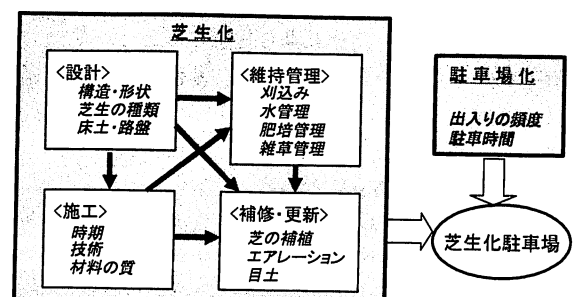 芝生化
<設計>
構造・形状
芝生の種類
床土・路盤
<維持管理>
刈込み
水管理
肥培管理
雑草管理
<施工>
時期
技術
材料の質
<補修・更新>
芝の補植
エアレーション
目土
駐車場化
出入りの頻度
駐車時間
芝生化駐車場